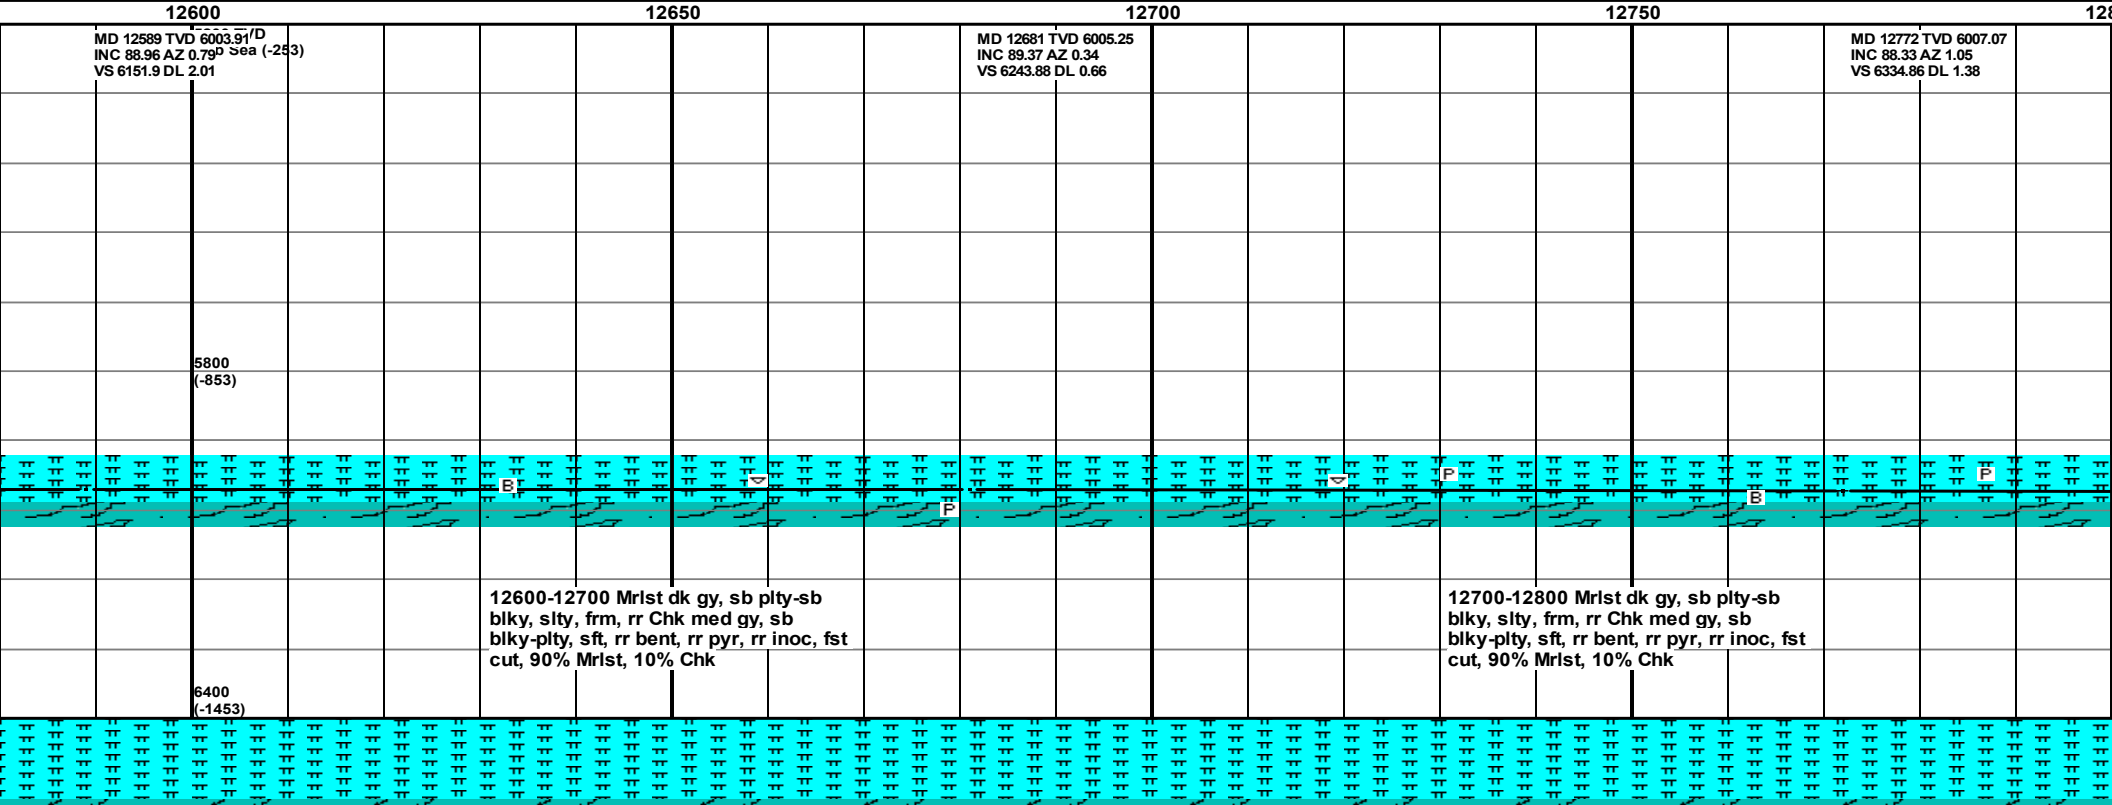 12600 12650 12700 12750 128
MD 12589 TVD 6003.91
INC 88.96 AZ 0.79
VS 6151.9 DL 2.01
TVD
b Sea (-253)
MD 12681 TVD 6005.25
INC 89.37 AZ 0.34
VS 6243.88 DL 0.66
MD 12772 TVD 6007.07
INC 88.33 AZ 1.05
VS 6334.86 DL 1.38
5800
(-853)
B
P
P
P
B
12600-12700 Mrlst dk gy, sb plty-sb
blky, slty, frm, rr Chk med gy, sb
blky-plty, sft, rr bent, rr pyr, rr inoc, fst
cut, 90% Mrlst, 10% Chk
12700-12800 Mrlst dk gy, sb plty-sb
blky, slty, frm, rr Chk med gy, sb
blky-plty, sft, rr bent, rr pyr, rr inoc, fst
cut, 90% Mrlst, 10% Chk
6400
(-1453)